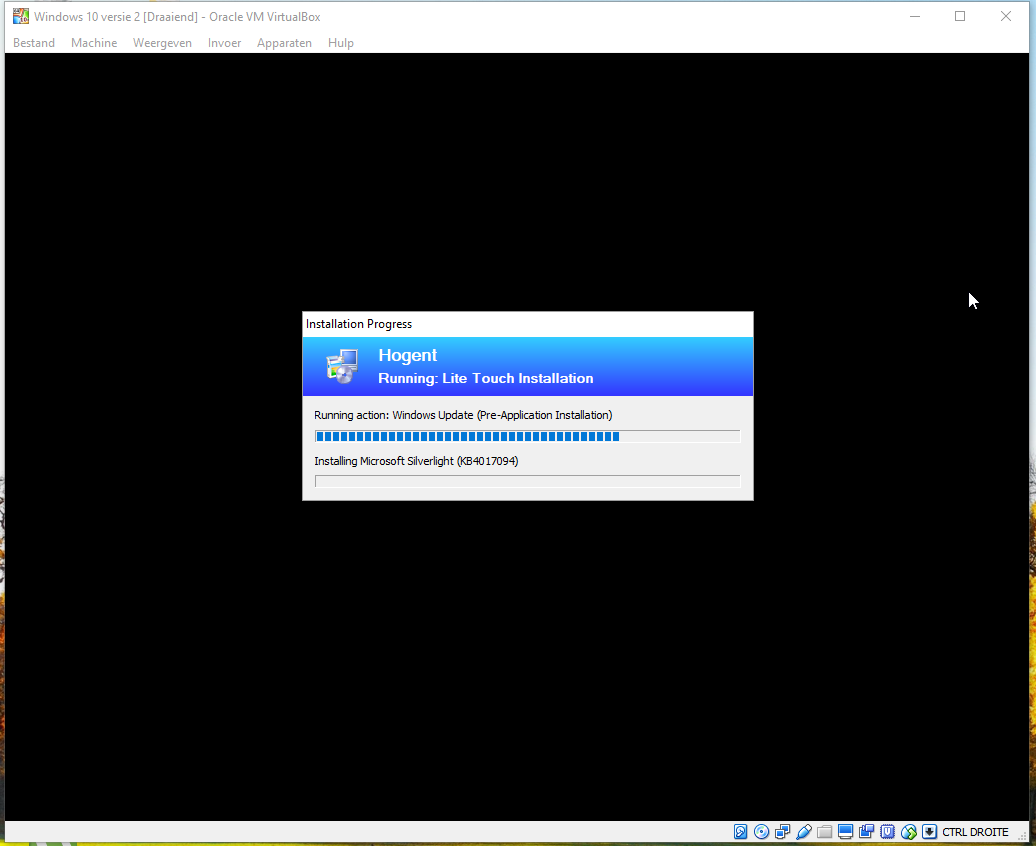 Windows 10 versie 2 [Draaiend] - Oracle VM VirtualBox
Bestand Machine Weergeven Invoer Apparaten Hulp
Installation Progress
Hogent
Running: Lite Touch Installation
Running action: Windows Update (Pre-Application Installation)
Installing Microsoft Silverlight (KB4017094)
CTRL DROITE